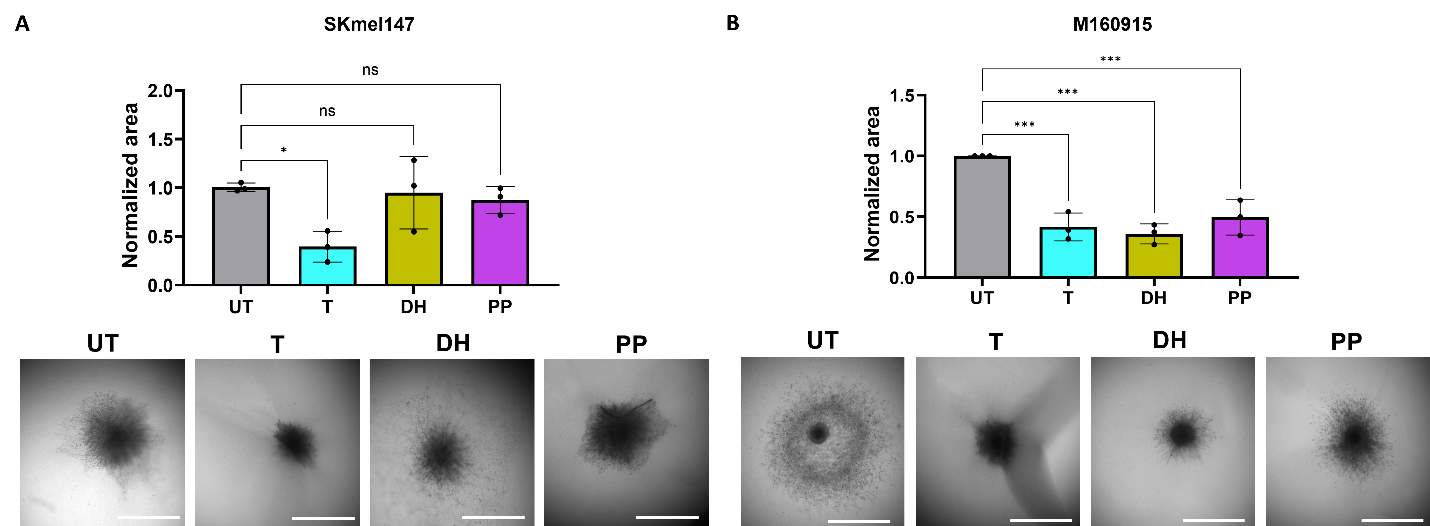 A SKmel147
ns
ns
*
Normalized area
2.0
1.5
1.0
0.5
0.0
UT T DH PP
UT T DH PP
B M160915
***
***
***
Normalized area
1.5
1.0
0.5
0.0
UT T DH PP
UT T DH PP